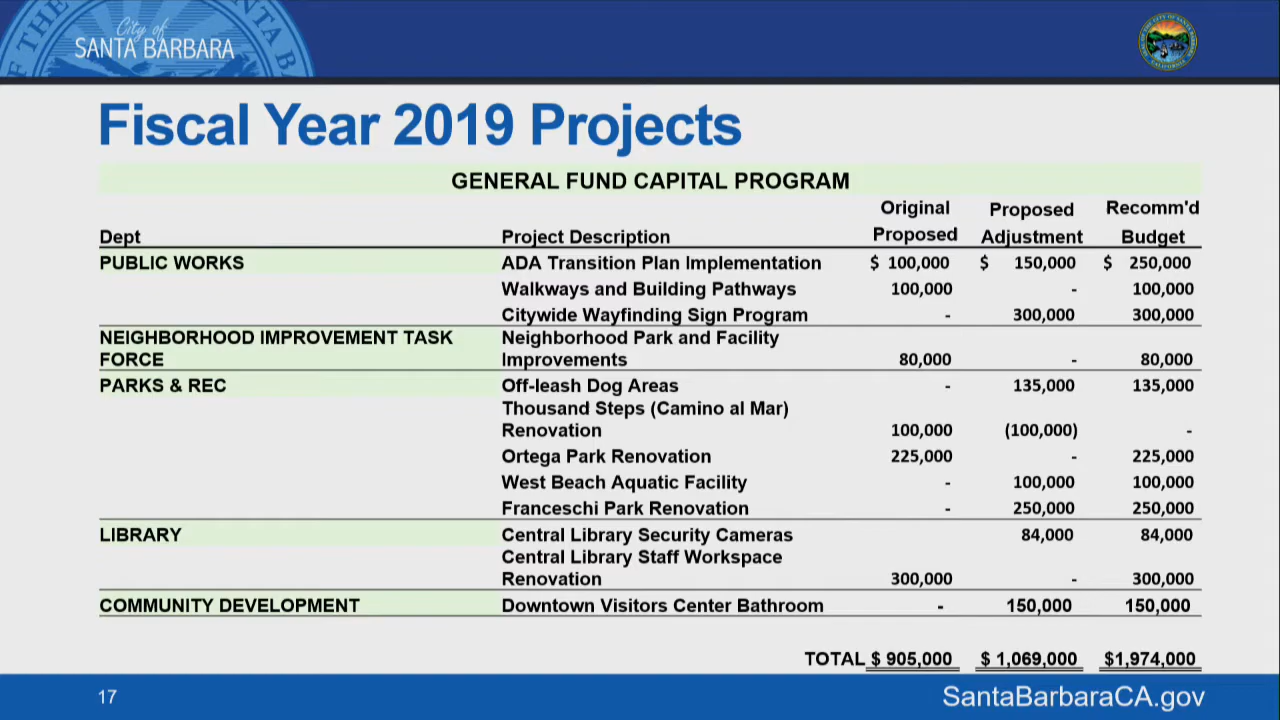 City of
SANTA BARBARA
Fiscal Year 2019 Projects
GENERAL FUND CAPITAL PROGRAM
Original Proposed Recomm'd
Dept Project Description Proposed Adjustment Budget
PUBLIC WORKS ADA Transition Plan Implementation $ 100,000 $ 150,000 $ 250,000
Walkways and Building Pathways 100,000 - 100,000
Citywide Wayfinding Sign Program - 300,000 300,000
NEIGHBORHOOD IMPROVEMENT TASK Neighborhood Park and Facility
FORCE Improvements 80,000 - 80,000
PARKS & REC Off-leash Dog Areas - 135,000 135,000
Thousand Steps (Camino al Mar)
Renovation 100,000 (100,000) -
Ortega Park Renovation 225,000 - 225,000
West Beach Aquatic Facility - 100,000 100,000
Franceschi Park Renovation - 250,000 250,000
LIBRARY Central Library Security Cameras 84,000 84,000
Central Library Staff Workspace
Renovation 300,000 - 300,000
COMMUNITY DEVELOPMENT Downtown Visitors Center Bathroom - 150,000 150,000
TOTAL $ 905,000 $ 1,069,000 $1,974,000
17 SantaBarbaraCA.gov